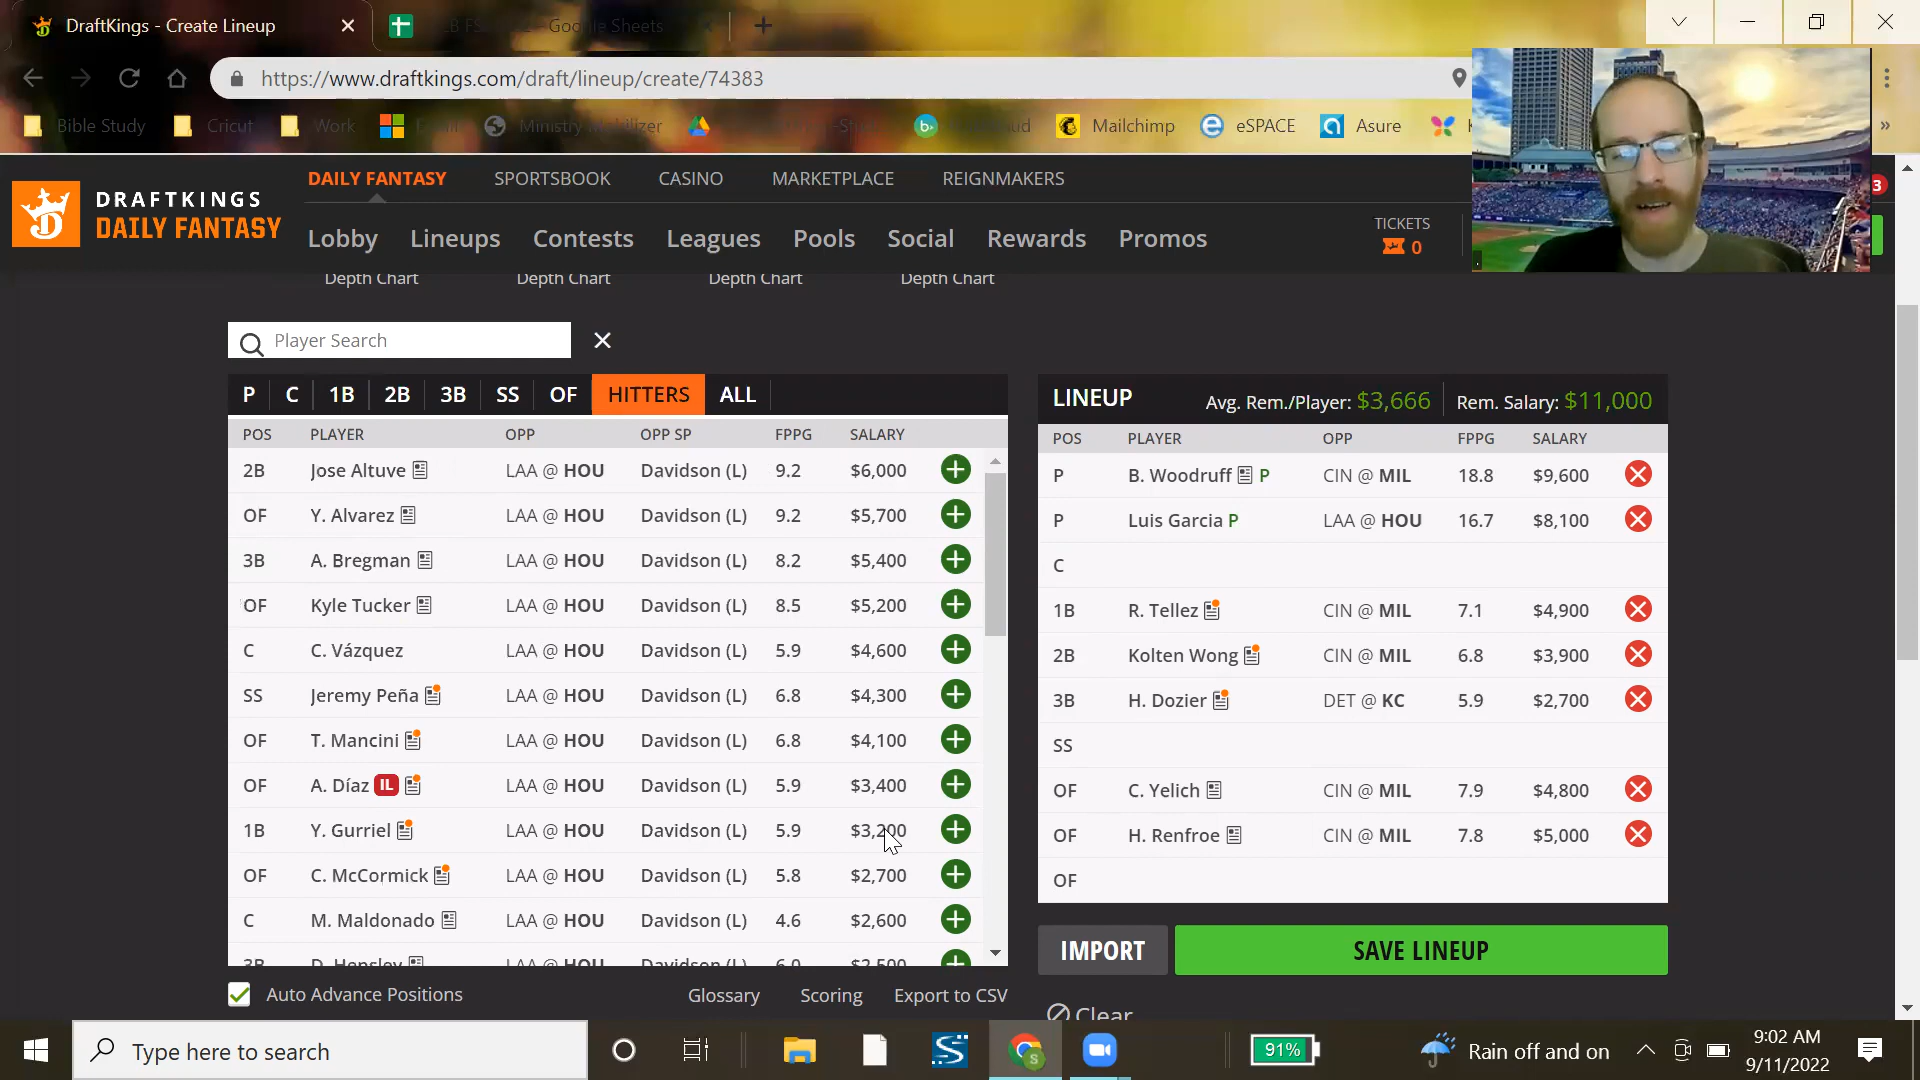 DraftKings - Create Lineup
Google Sheets
https://www.draftkings.com/draft/lineup/create/74383
Bible Study
Cricut
Work
Ministry Mobilizer
Mailchimp
eSPACE
Asure
»
DRAFTKINGS
DAILY FANTASY
DAILY FANTASY SPORTSBOOK CASINO MARKETPLACE REIGNMAKERS
3
Lobby Lineups Contests Leagues Pools Social Rewards Promos
TICKETS
0
Depth Chart Depth Chart Depth Chart Depth Chart
Player Search
P C 1B 2B 3B SS OF HITTERS ALL
POS PLAYER OPP OPP SP FPPG SALARY
2B Jose Altuve LAA @ HOU Davidson (L) 9.2 $6,000
OF Y. Alvarez LAA @ HOU Davidson (L) 9.2 $5,700
3B A. Bregman LAA @ HOU Davidson (L) 8.2 $5,400
OF Kyle Tucker LAA @ HOU Davidson (L) 8.5 $5,200
C C. Vázquez LAA @ HOU Davidson (L) 5.9 $4,600
SS Jeremy Peña LAA @ HOU Davidson (L) 6.8 $4,300
OF T. Mancini LAA @ HOU Davidson (L) 6.8 $4,100
OF A. Díaz IL LAA @ HOU Davidson (L) 5.9 $3,400
1B Y. Gurriel LAA @ HOU Davidson (L) 5.9 $3,200
OF C. McCormick LAA @ HOU Davidson (L) 5.8 $2,700
C M. Maldonado LAA @ HOU Davidson (L) 4.6 $2,600
3B D. Hensley LAA @ HOU Davidson (L) 6.0 $2,500
Auto Advance Positions
Glossary Scoring Export to CSV
LINEUP Avg. Rem./Player: $3,666 Rem. Salary: $11,000
POS PLAYER OPP FPPG SALARY
P B. Woodruff P CIN @ MIL 18.8 $9,600
P Luis Garcia P LAA @ HOU 16.7 $8,100
C
1B R. Tellez CIN @ MIL 7.1 $4,900
2B Kolten Wong CIN @ MIL 6.8 $3,900
3B H. Dozier DET @ KC 5.9 $2,700
SS
OF C. Yelich CIN @ MIL 7.9 $4,800
OF H. Renfroe CIN @ MIL 7.8 $5,000
OF
IMPORT SAVE LINEUP
Clear
Type here to search
91%
Rain off and on
9:02 AM
9/11/2022